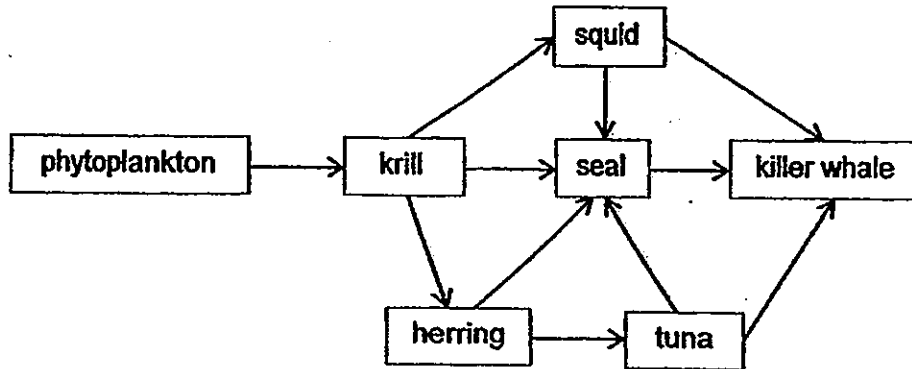 squid
phytoplankton
krill
seal
killer whale
herring
tuna